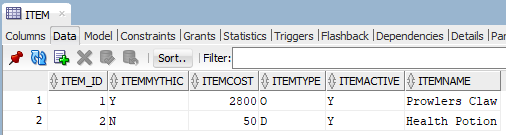 ITEM
Columns Data Model Constraints Grants Statistics Triggers Flashback Dependencies Details Par
Sort.. Filter:
ITEM_ID ITEMMYTHIC ITEMCOST ITEMTYPE ITEMACTIVE ITEMNAME
1 1 Y 2800 O Y Prowlers Claw
2 2 N 50 D Y Health Potion